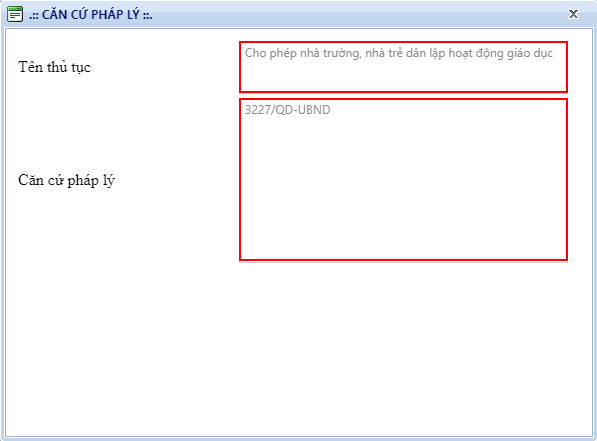 .:: CĂN CỨ PHÁP LÝ ::.
Tên thủ tục
Cho phép nhà trường, nhà trẻ dân lập hoạt động giáo dục
3227/QD-UBND
Căn cứ pháp lý